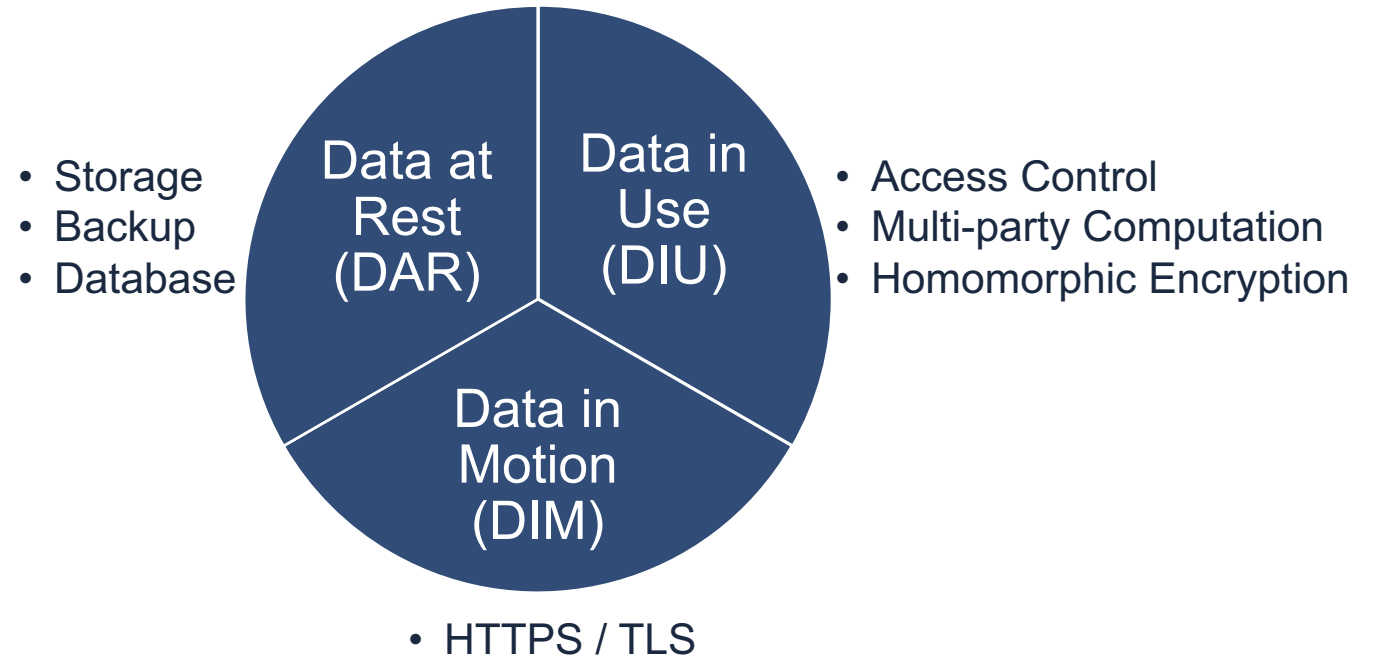 • Storage
• Backup
• Database
Data at
Rest
(DAR)
Data in
Use
(DIU)
• Access Control
• Multi-party Computation
• Homomorphic Encryption
Data in
Motion
(DIM)
• HTTPS / TLS